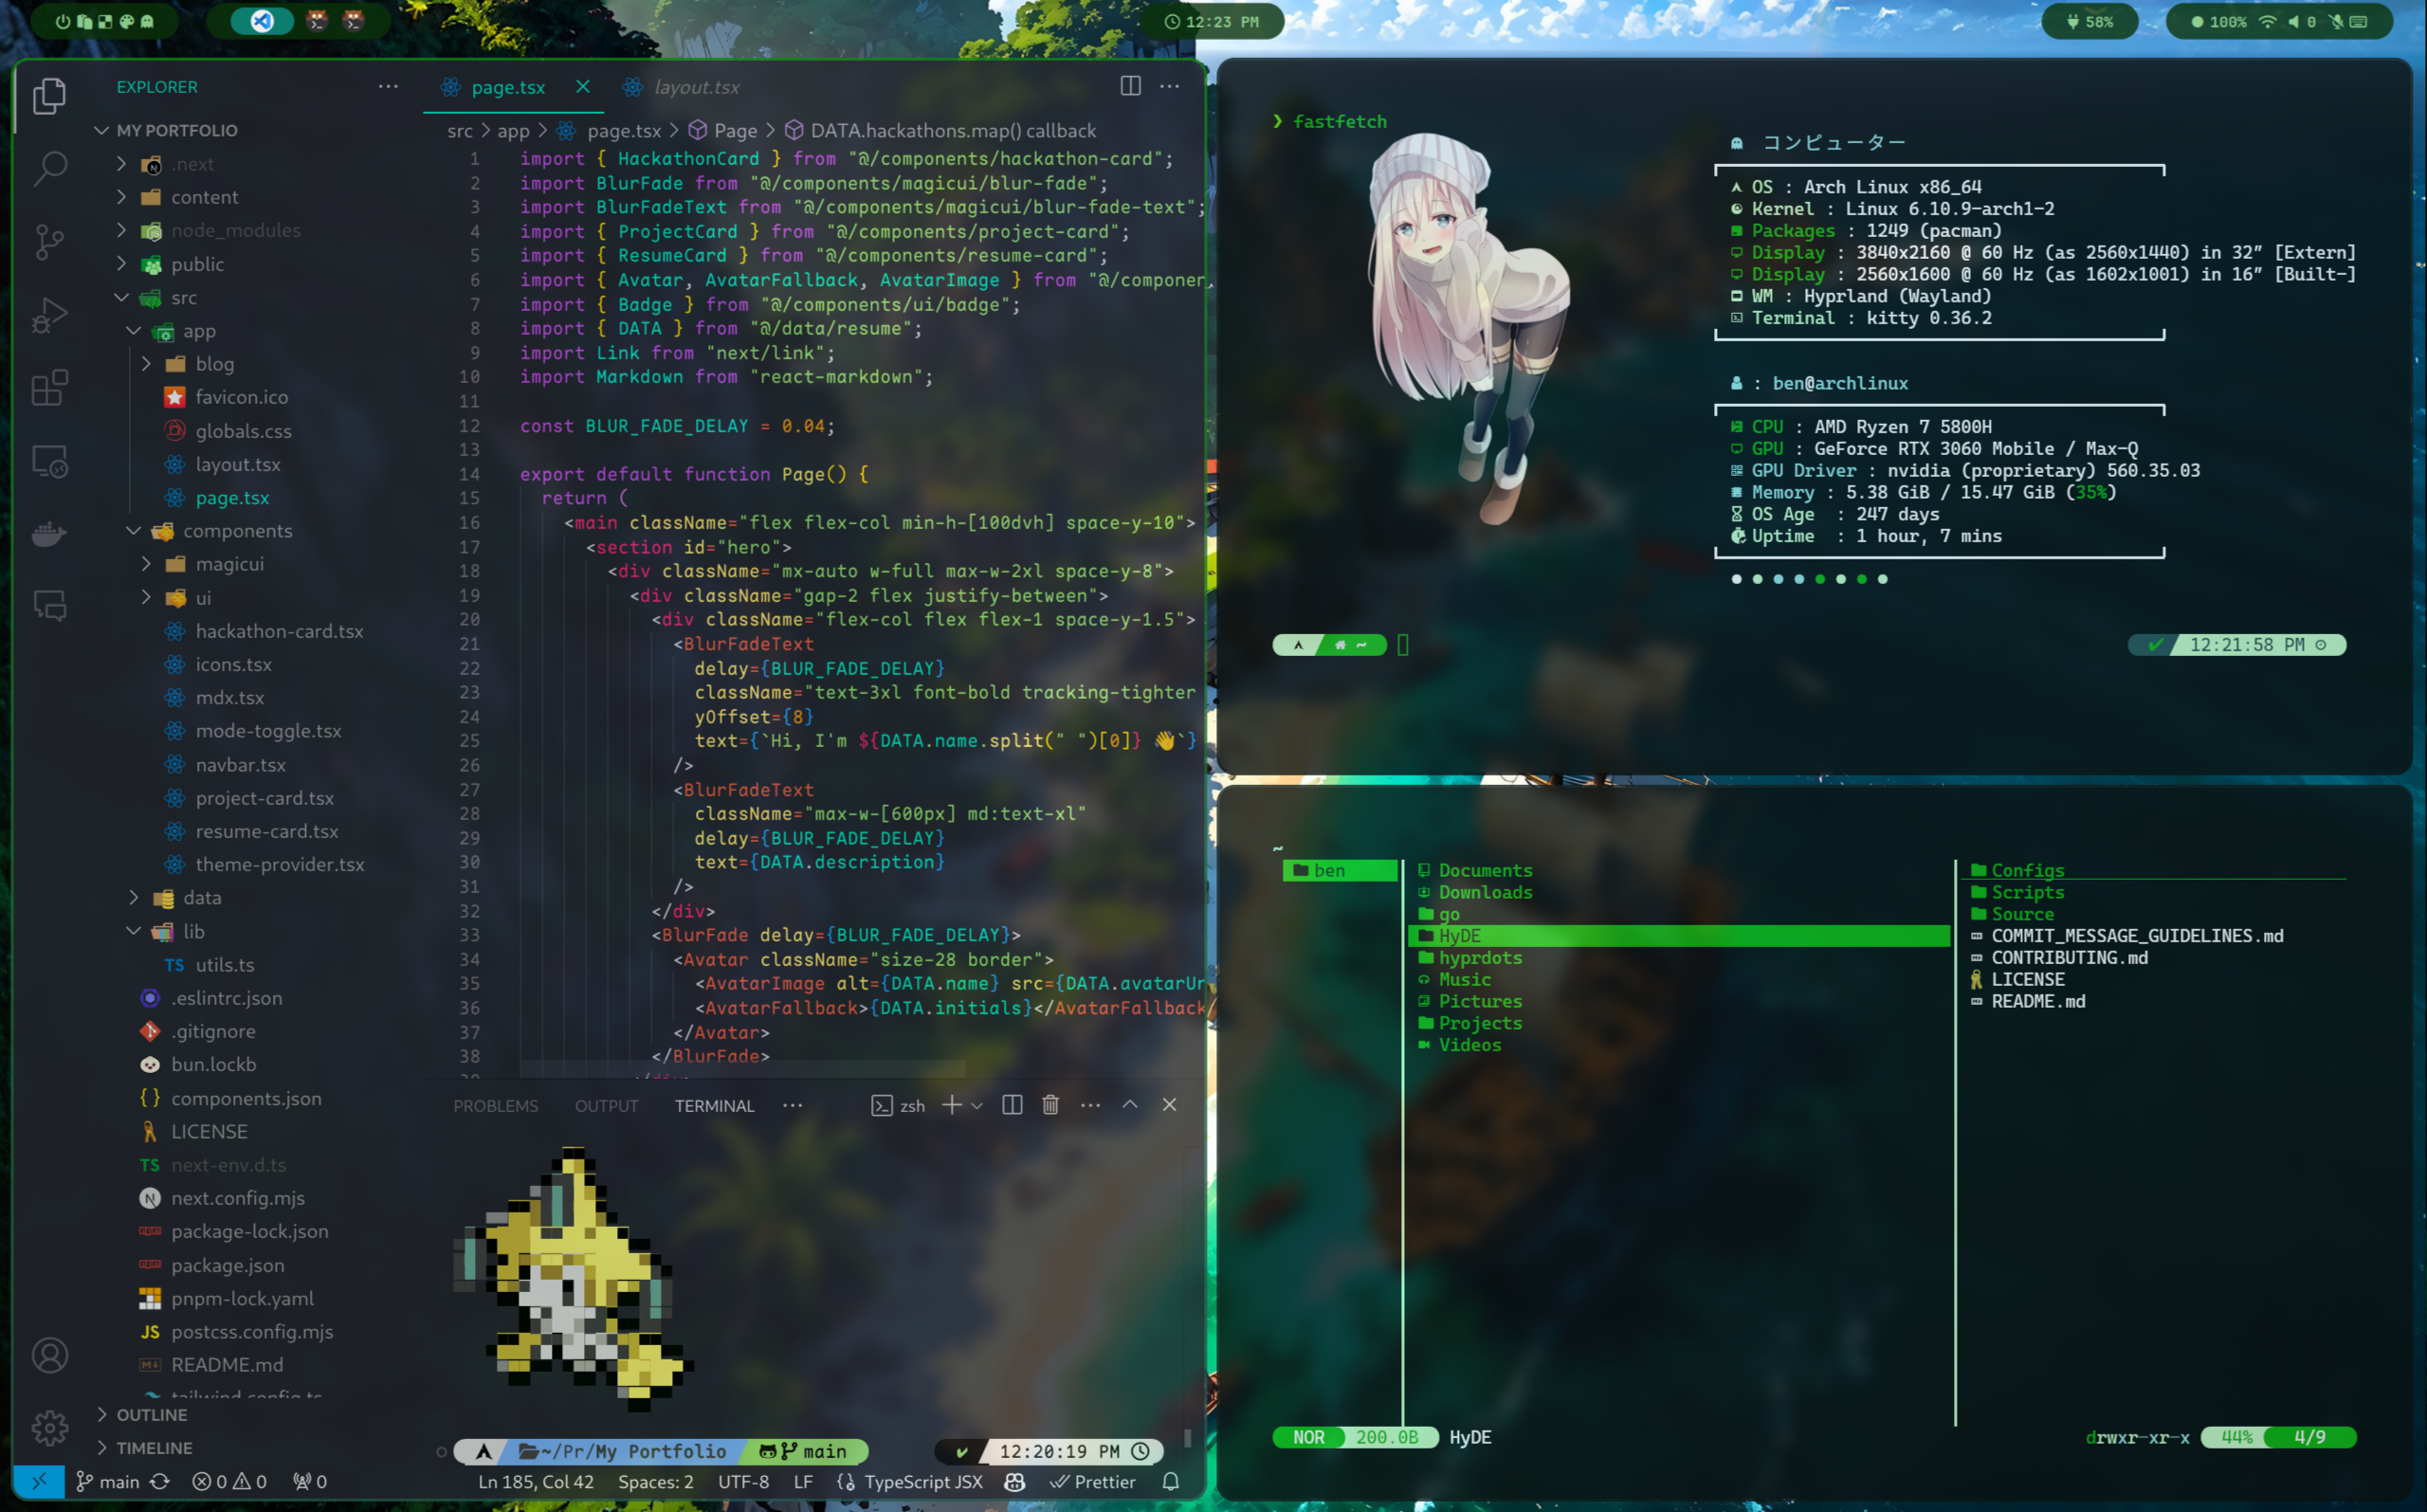 12:23 PM
58%
100%
0
EXPLORER
MY PORTFOLIO
.next
content
node_modules
public
src
app
blog
favicon.ico
globals.css
layout.tsx
page.tsx
components
magicui
ui
hackathon-card.tsx
icons.tsx
mdx.tsx
mode-toggle.tsx
navbar.tsx
project-card.tsx
resume-card.tsx
theme-provider.tsx
data
lib
TS utils.ts
.eslintrc.json
.gitignore
bun.lockb
{} components.json
LICENSE
TS next-env.d.ts
N next.config.mjs
package-lock.json
package.json
pnpm-lock.yaml
JS postcss.config.mjs
README.md
tailwind.config.ts
OUTLINE
TIMELINE
page.tsx
layout.tsx
src > app > page.tsx > Page > DATA.hackathons.map() callback
1 import { HackathonCard } from "@/components/hackathon-card";
2 import BlurFade from "@/components/magicui/blur-fade";
3 import BlurFadeText from "@/components/magicui/blur-fade-text";
4 import { ProjectCard } from "@/components/project-card";
5 import { ResumeCard } from "@/components/resume-card";
6 import { Avatar, AvatarFallback, AvatarImage } from "@/componer
7 import { Badge } from "@/components/ui/badge";
8 import { DATA } from "@/data/resume";
9 import Link from "next/link";
10 import Markdown from "react-markdown";
11
12 const BLUR_FADE_DELAY = 0.04;
13
14 export default function Page() {
15 return (
16 <main className="flex flex-col min-h-[100dvh] space-y-10">
17 <section id="hero">
18 <div className="mx-auto w-full max-w-2xl space-y-8">
19 <div className="gap-2 flex justify-between">
20 <div className="flex-col flex flex-1 space-y-1.5">
21 <BlurFadeText
22 delay={BLUR_FADE_DELAY}
23 className="text-3xl font-bold tracking-tighter
24 yOffset={8}
25 text={`Hi, I'm ${DATA.name.split(" ")[0]} 👋`}
26 />
27 <BlurFadeText
28 className="max-w-[600px] md:text-xl"
29 delay={BLUR_FADE_DELAY}
30 text={DATA.description}
31 />
32 </div>
33 <BlurFade delay={BLUR_FADE_DELAY}>
34 <Avatar className="size-28 border">
35 <AvatarImage alt={DATA.name} src={DATA.avatarUr
36 <AvatarFallback>{DATA.initials}</AvatarFallback
37 </Avatar>
38 </BlurFade>
PROBLEMS OUTPUT TERMINAL
zsh
~/Pr/My Portfolio main
12:20:19 PM
main 0 0 0
Ln 185, Col 42 Spaces: 2 UTF-8 LF TypeScript JSX Prettier
❯ fastfetch
コンピューター
OS : Arch Linux x86_64
Kernel : Linux 6.10.9-arch1-2
Packages : 1249 (pacman)
Display : 3840x2160 @ 60 Hz (as 2560x1440) in 32″ [Extern]
Display : 2560x1600 @ 60 Hz (as 1602x1001) in 16″ [Built-]
WM : Hyprland (Wayland)
Terminal : kitty 0.36.2
: ben@archlinux
CPU : AMD Ryzen 7 5800H
GPU : GeForce RTX 3060 Mobile / Max-Q
GPU Driver : nvidia (proprietary) 560.35.03
Memory : 5.38 GiB / 15.47 GiB (35%)
OS Age : 247 days
Uptime : 1 hour, 7 mins
~
12:21:58 PM
~
ben
Documents
Downloads
go
HyDE
hyprdots
Music
Pictures
Projects
Videos
Configs
Scripts
Source
COMMIT_MESSAGE_GUIDELINES.md
CONTRIBUTING.md
LICENSE
README.md
NOR 200.0B HyDE
drwxr-xr-x 44% 4/9